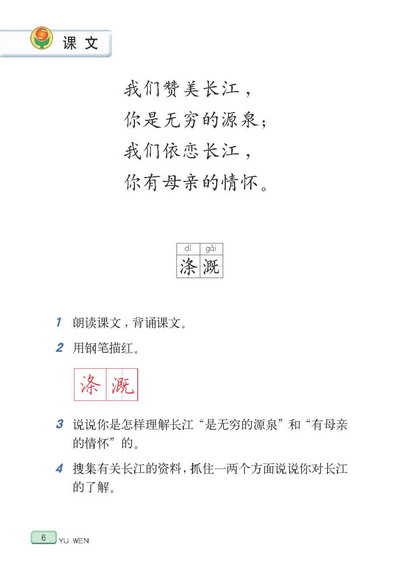 课文
我们赞美长江，
你是无穷的源泉；
我们依恋长江，
你有母亲的情怀。
dí gài
涤 溉
1 朗读课文，背诵课文。
2 用钢笔描红。
涤 溉
3 说说你是怎样理解长江“是无穷的源泉”和“有母亲
的情怀”的。
4 搜集有关长江的资料，抓住一两个方面说说你对长江
的了解。
6 YU WEN